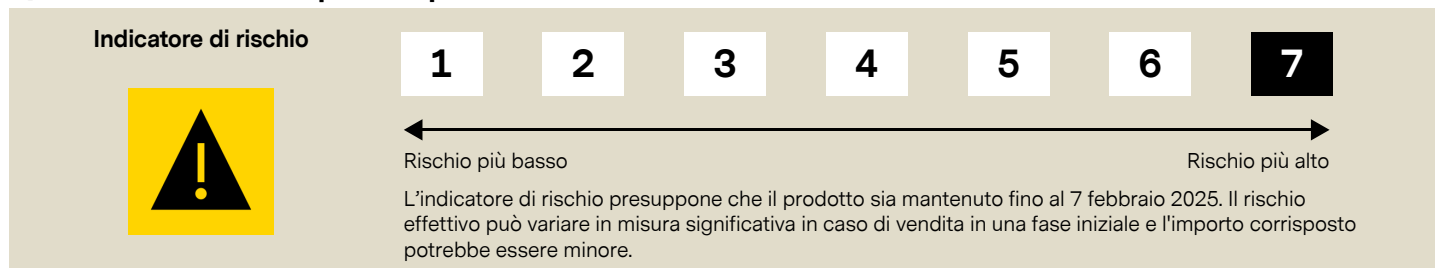 Indicatore di rischio
1 2 3 4 5 6 7
Rischio più basso
Rischio più alto
L'indicatore di rischio presuppone che il prodotto sia mantenuto fino al 7 febbraio 2025. Il rischio
effettivo può variare in misura significativa in caso di vendita in una fase iniziale e l'importo corrisposto
potrebbe essere minore.